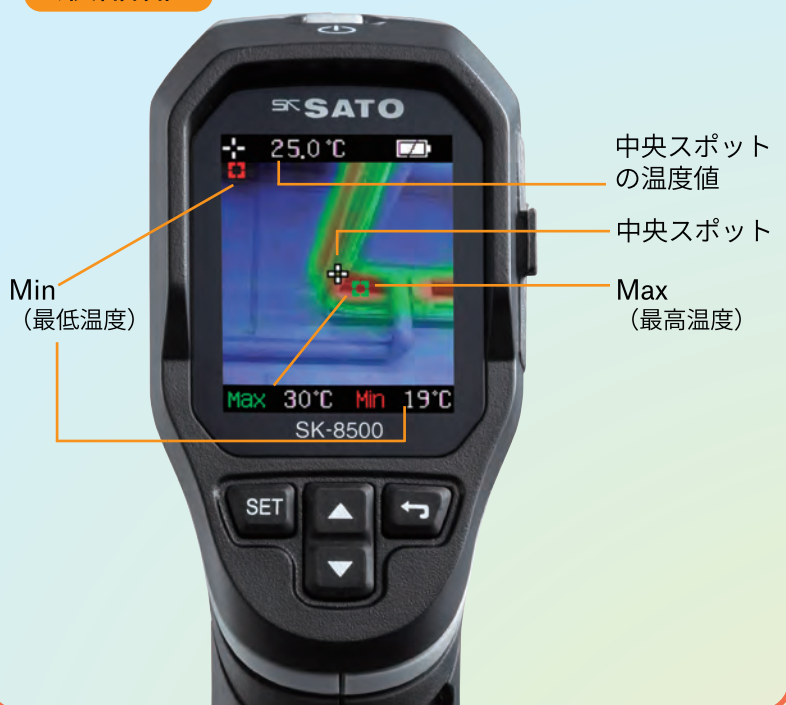 SK SATO
25.0℃
中央スポット
の温度値
中央スポット
Min
（最低温度）
Max
（最高温度）
Max 30℃ Min 19℃
SK-8500
SET